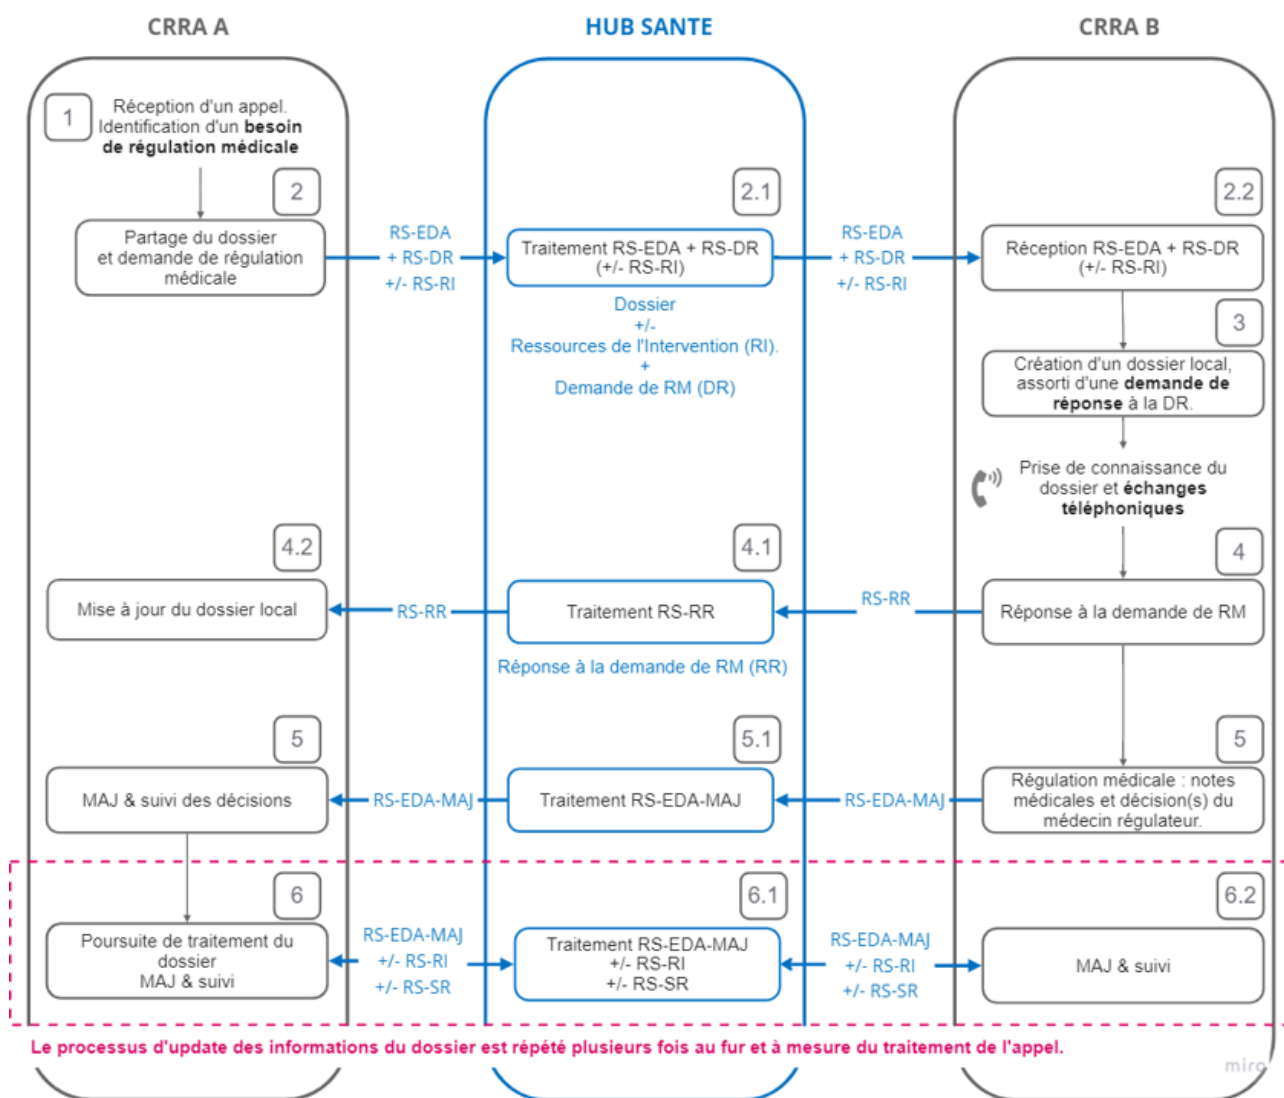 CRRA A
HUB SANTE
CRRA B
1
Réception d'un appel.
Identification d'un besoin
de régulation médicale
2
2.1
2.2
Partage du dossier
et demande de régulation
médicale
RS-EDA
+ RS-DR
+/- RS-RI
Traitement RS-EDA + RS-DR
(+/- RS-RI)
RS-EDA
+ RS-DR
+/- RS-RI
Réception RS-EDA + RS-DR
(+/- RS-RI)
Dossier
+/-
Ressources de l'Intervention (RI).
+
Demande de RM (DR)
3
Création d'un dossier local,
assorti d'une demande de
réponse à la DR.
Prise de connaissance du
dossier et échanges
téléphoniques
4.2
4.1
4
Mise à jour du dossier local
RS-RR
Traitement RS-RR
RS-RR
Réponse à la demande de RM
Réponse à la demande de RM (RR)
5
5.1
5
MAJ & suivi des décisions
RS-EDA-MAJ
Traitement RS-EDA-MAJ
RS-EDA-MAJ
Régulation médicale : notes
médicales et décision(s) du
médecin régulateur.
6
6.1
6.2
Poursuite de traitement du
dossier
MAJ & suivi
RS-EDA-MAJ
+/- RS-RI
+/- RS-SR
Traitement RS-EDA-MAJ
+/- RS-RI
+/- RS-SR
RS-EDA-MAJ
+/- RS-RI
+/- RS-SR
MAJ & suivi
Le processus d'update des informations du dossier est répété plusieurs fois au fur et à mesure du traitement de l'appel.
miro